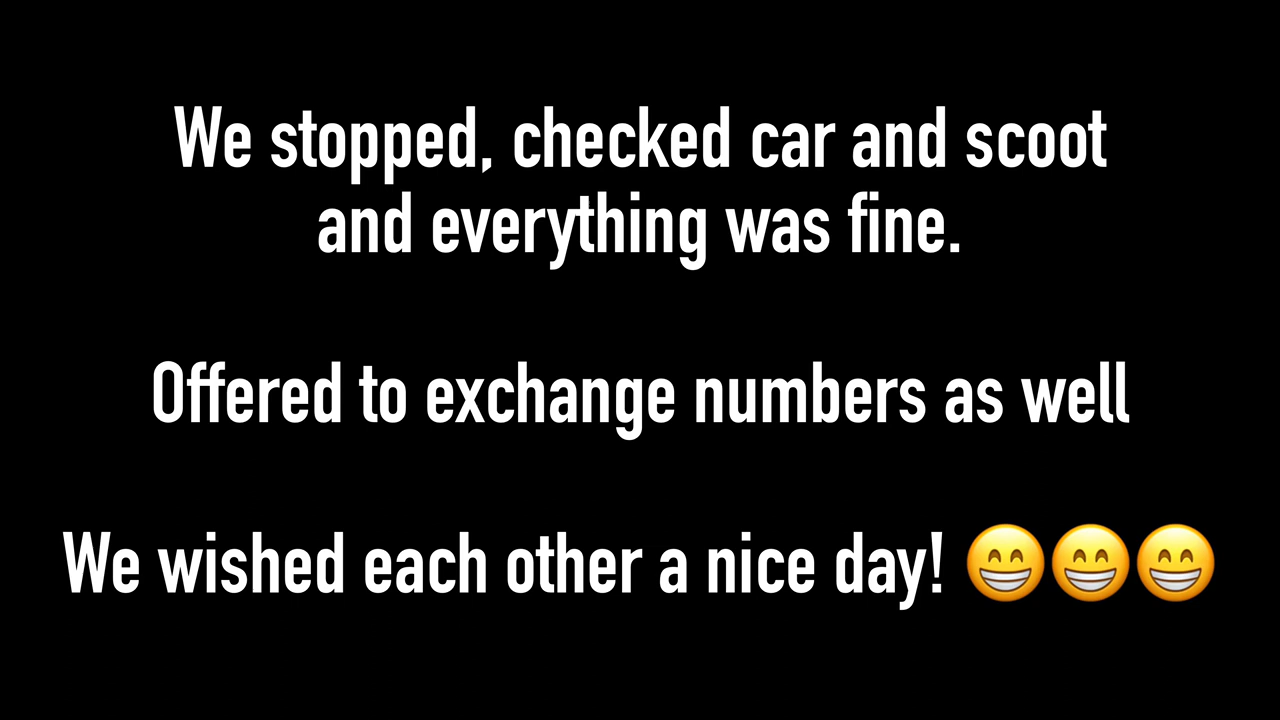 We stopped, checked car and scoot
and everything was fine.
Offered to exchange numbers as well
We wished each other a nice day! 😁😁😁